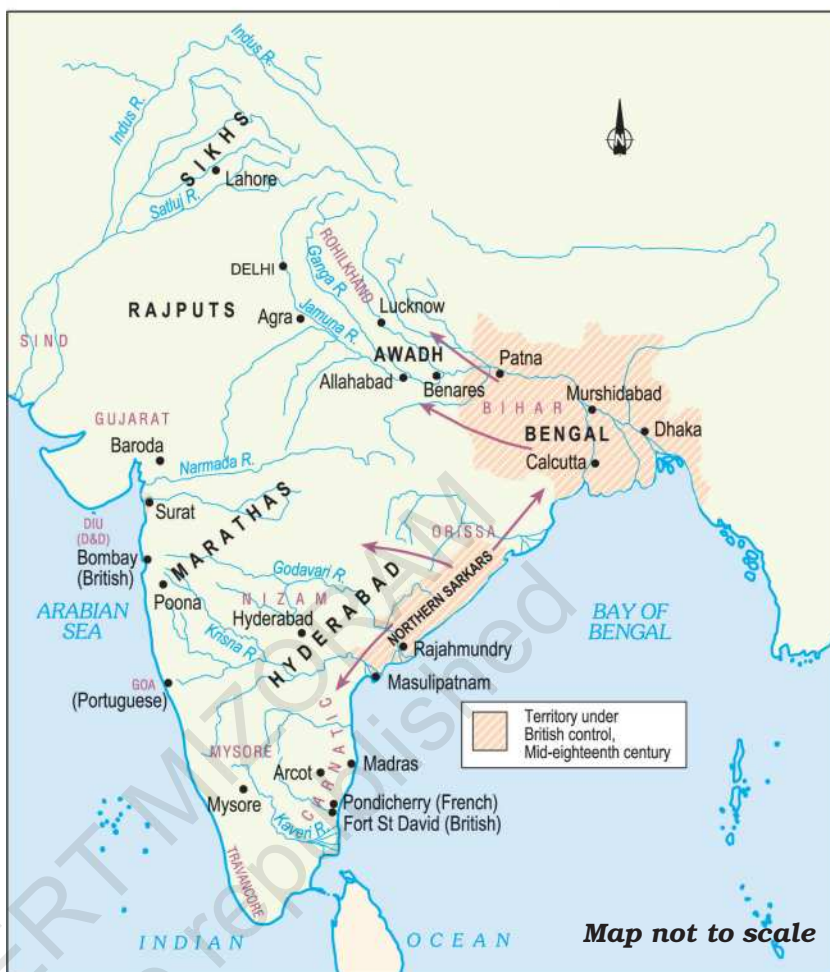 Indus R.
Indus R.
SIKHS
Lahore
Satluj R.
N
DELHI
ROHILKHAND
Ganga R.
RAJPUTS
Agra
Jamuna R.
Lucknow
SIND
AWADH
Patna
Allahabad
Benares
BIHAR
Murshidabad
GUJARAT
BENGAL
Dhaka
Baroda
Calcutta
Narmada R.
Surat
MARATHAS
ORISSA
DIU
(D&D)
Bombay
(British)
Godavari R.
NORTHERN SARKARS
Poona
NIZAM
ARABIAN
SEA
Hyderabad
HYDERABAD
BAY OF
BENGAL
Krisna R.
Rajahmundry
GOA
(Portuguese)
Masulipatnam
Territory under
British control,
Mid-eighteenth century
CARNATIC
MYSORE
Madras
Arcot
Mysore
Pondicherry (French)
Kaveri R.
Fort St David (British)
TRAVANCORE
INDIAN OCEAN
Map not to scale
ERT MIZORAM
republished